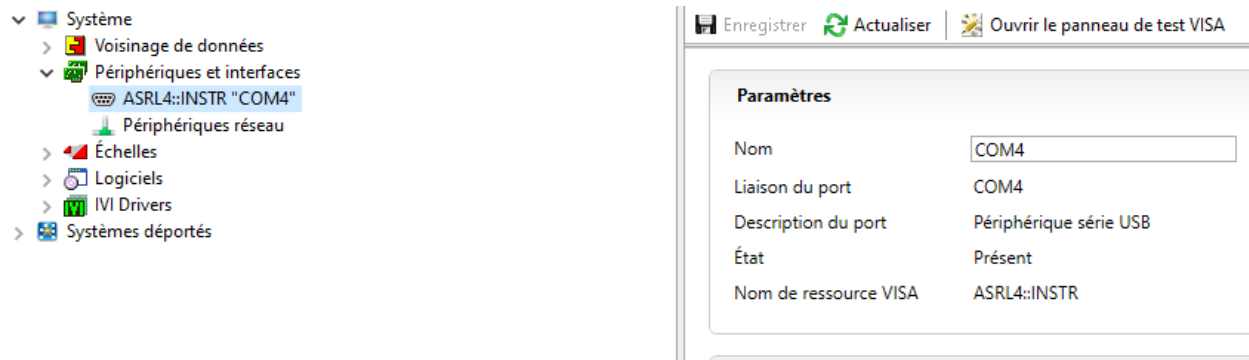 Système
Voisinage de données
Périphériques et interfaces
ASRL4::INSTR "COM4"
Périphériques réseau
Échelles
Logiciels
IVI Drivers
Systèmes déportés
Enregistrer Actualiser Ouvrir le panneau de test VISA
Paramètres
Nom COM4
Liaison du port COM4
Description du port Périphérique série USB
État Présent
Nom de ressource VISA ASRL4::INSTR